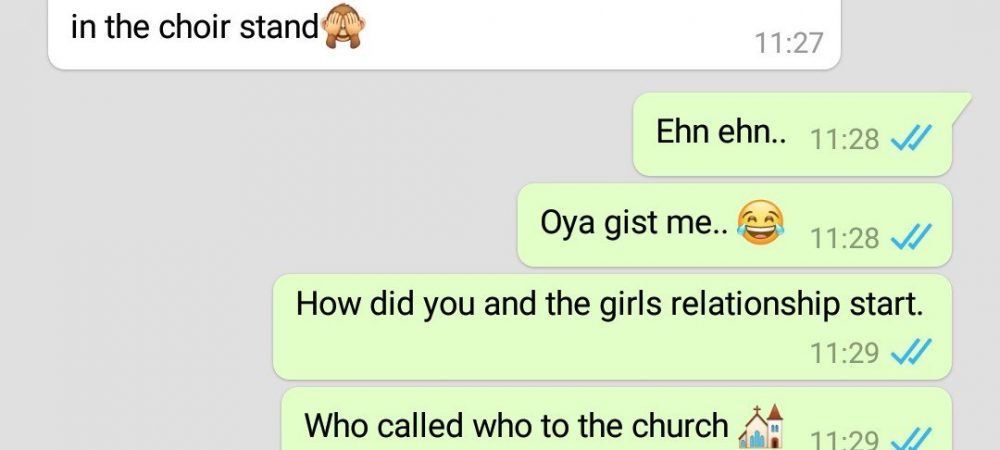 in the choir stand🙈
11:27
Ehn ehn.. 11:28
Oya gist me.. 😂 11:28
How did you and the girls relationship start.
11:29
Who called who to the church ⛪
11:29